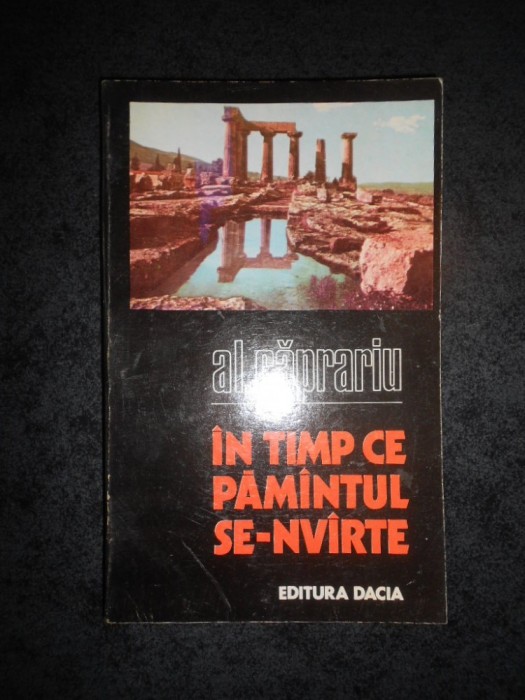 al căprariu
ÎN TIMP CE
PĂMÎNTUL
SE-NVÎRTE
EDITURA DACIA